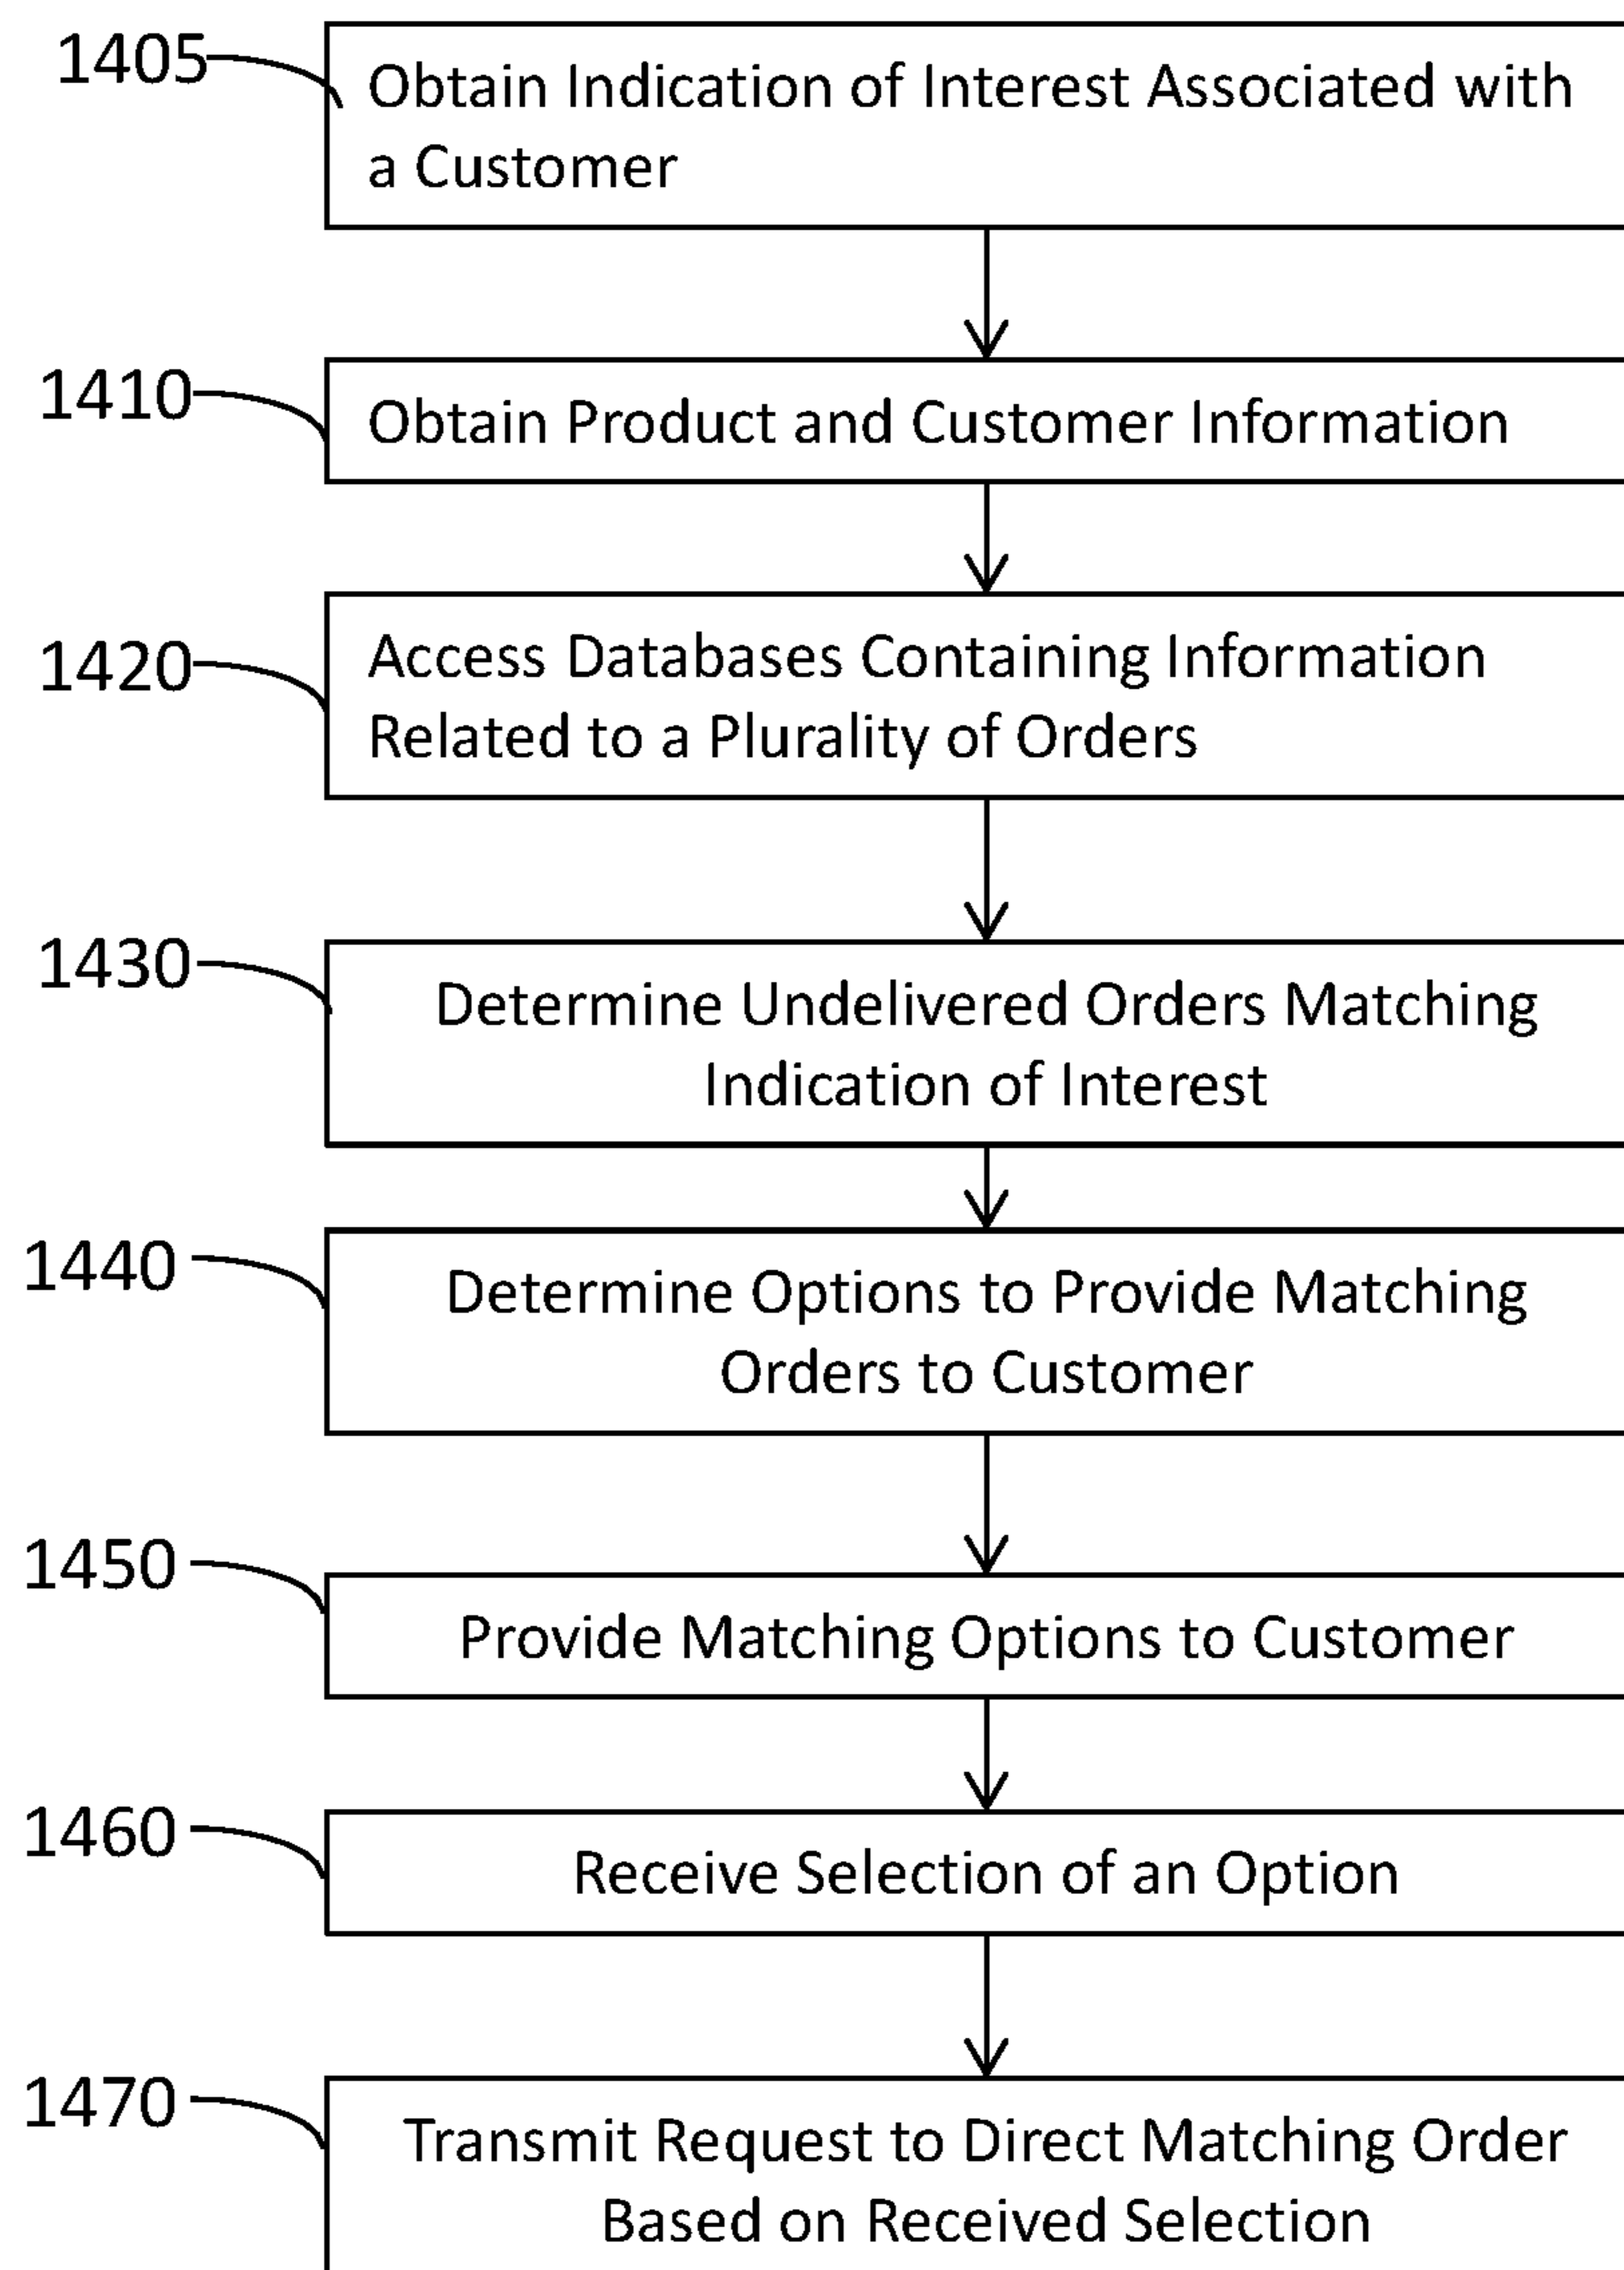 1405
Obtain Indication of Interest Associated with
a Customer
1410
Obtain Product and Customer Information
1420
Access Databases Containing Information
Related to a Plurality of Orders
1430
Determine Undelivered Orders Matching
Indication of Interest
1440
Determine Options to Provide Matching
Orders to Customer
1450
Provide Matching Options to Customer
1460
Receive Selection of an Option
1470
Transmit Request to Direct Matching Order
Based on Received Selection